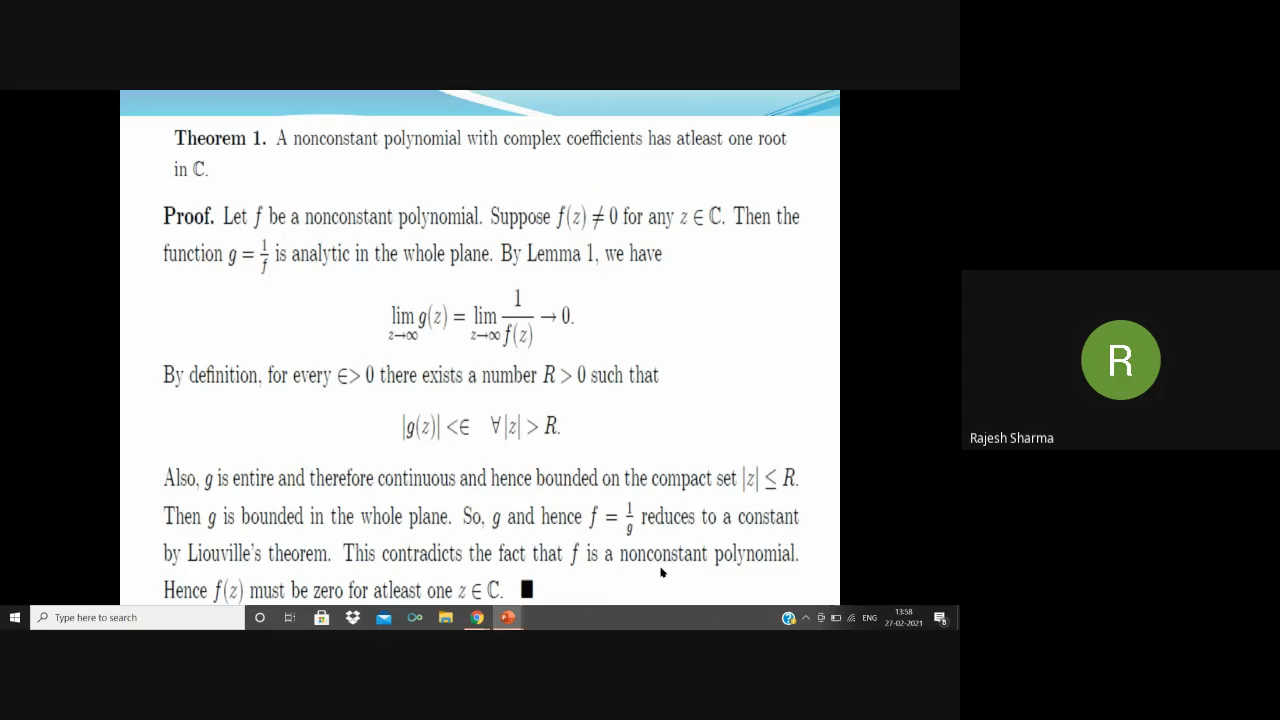 Theorem 1. A nonconstant polynomial with complex coefficients has atleast one root
in ℂ.
Proof. Let f be a nonconstant polynomial. Suppose f(z) ≠ 0 for any z ∈ ℂ. Then the
function g = 1/f is analytic in the whole plane. By Lemma 1, we have
lim z→∞ g(z) = lim z→∞ 1/f(z) → 0.
By definition, for every ∈> 0 there exists a number R > 0 such that
|g(z)| <∈ ∀ |z| > R.
Also, g is entire and therefore continuous and hence bounded on the compact set |z| ≤ R.
Then g is bounded in the whole plane. So, g and hence f = 1/g reduces to a constant
by Liouville's theorem. This contradicts the fact that f is a nonconstant polynomial.
Hence f(z) must be zero for atleast one z ∈ ℂ. ■
R
Rajesh Sharma
Type here to search
ENG
13:58
27-02-2021